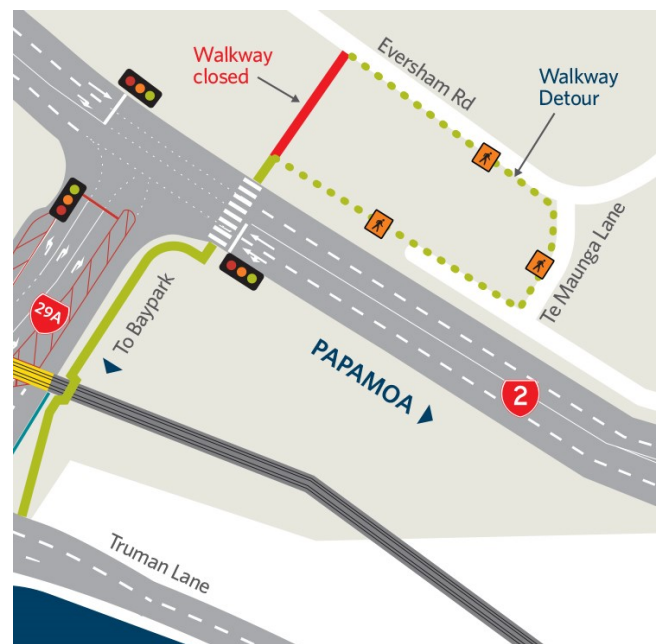 Walkway
closed
Eversham Rd
Walkway
Detour
Te Maunga Lane
29A
To Baypark
PAPAMOA
2
Truman Lane